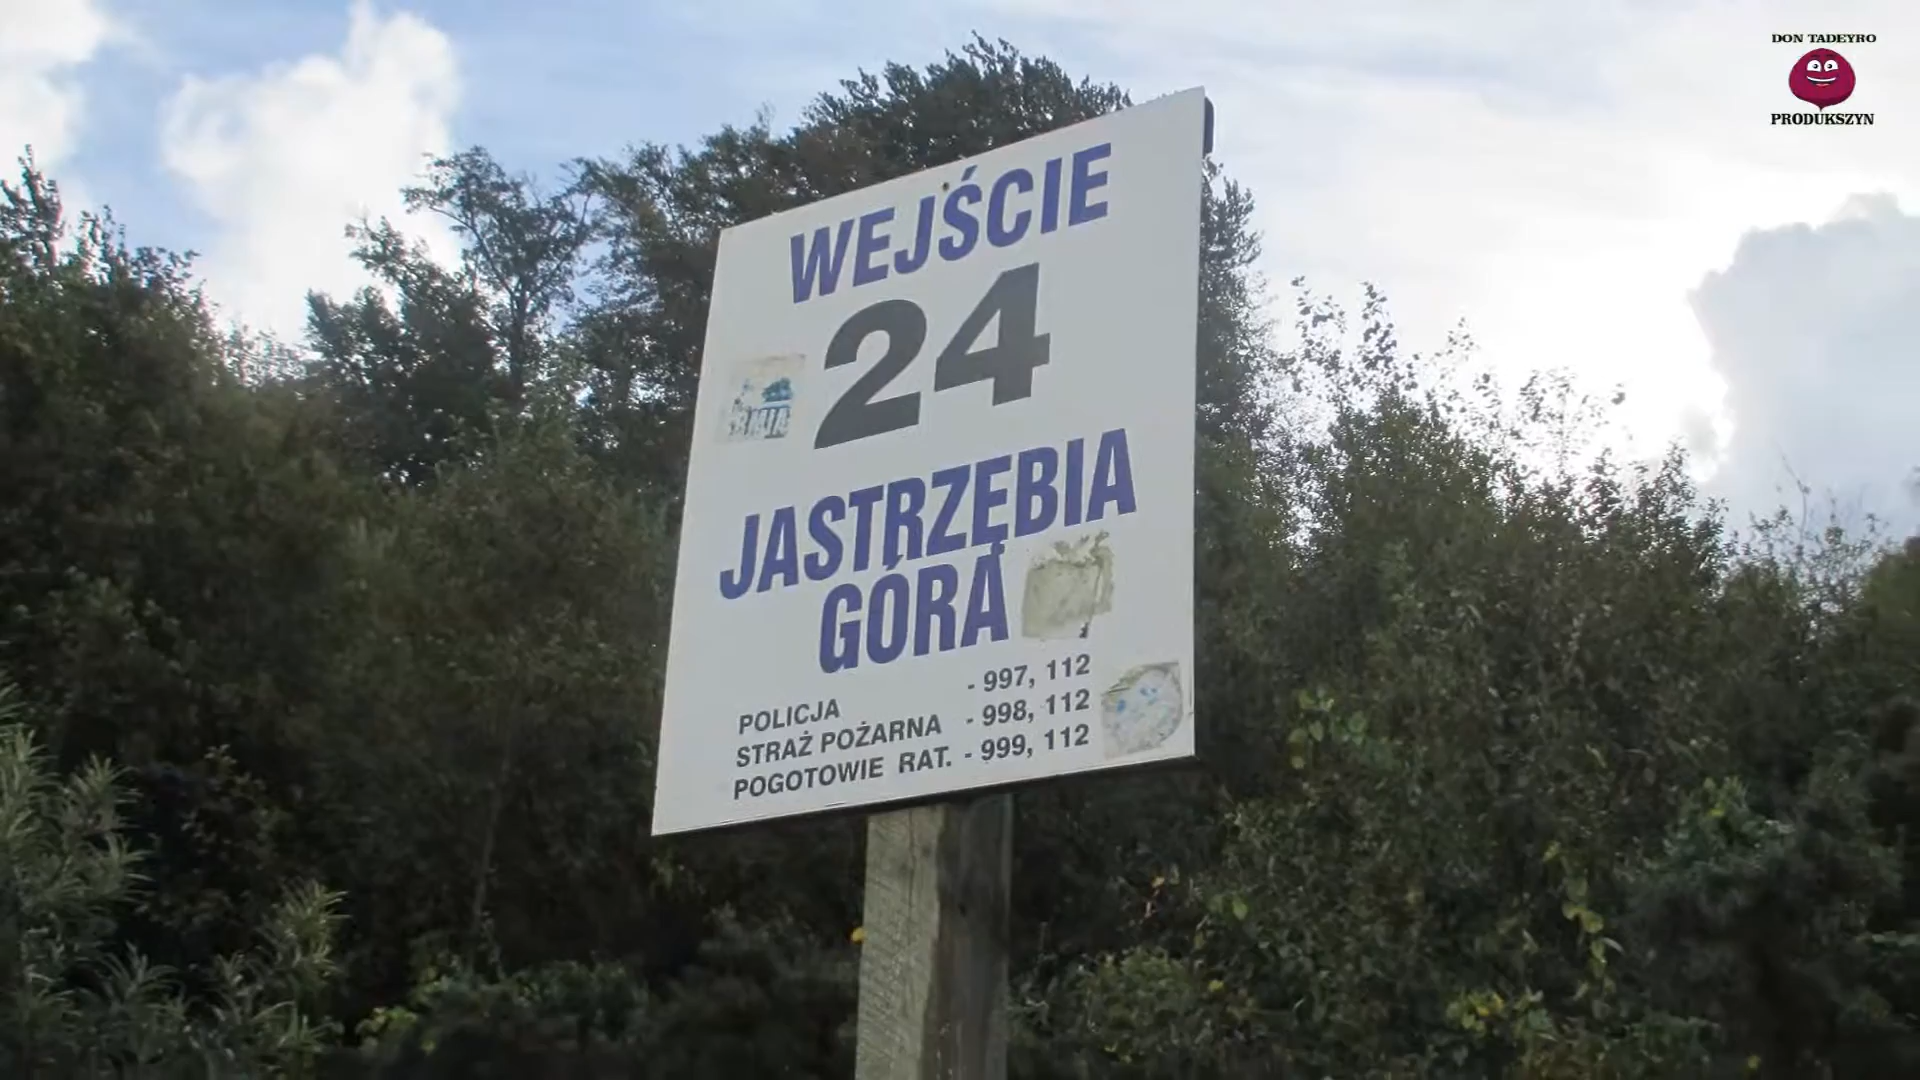 DON TADEYRO
PRODUKSZYN
WEJŚCIE
24
JASTRZĘBIA
GÓRA
POLICJA - 997, 112
STRAŻ POŻARNA - 998, 112
POGOTOWIE RAT. - 999, 112